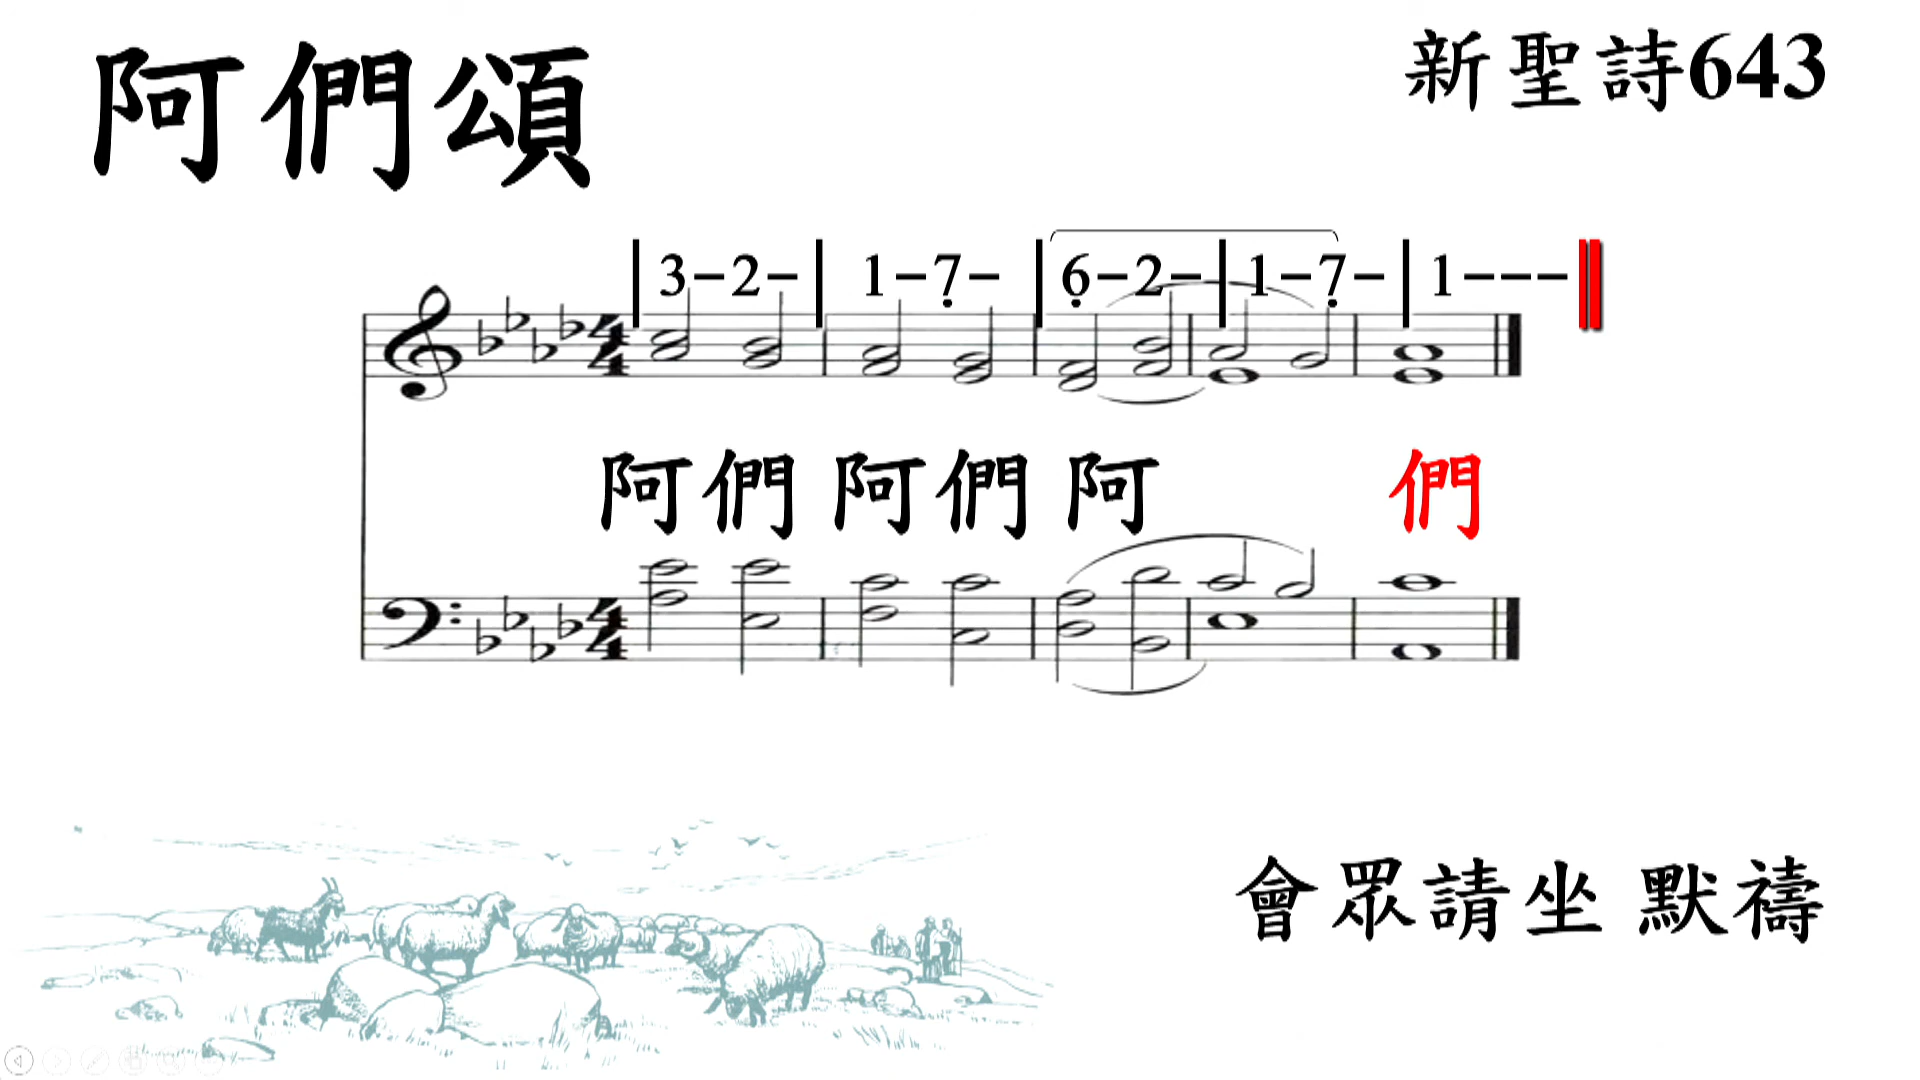 阿們頌
新聖詩643
|3-2-|1-7̣-|6̣-2-|1-7̣-|1---‖
阿們 阿們 阿 們
會眾請坐 默禱